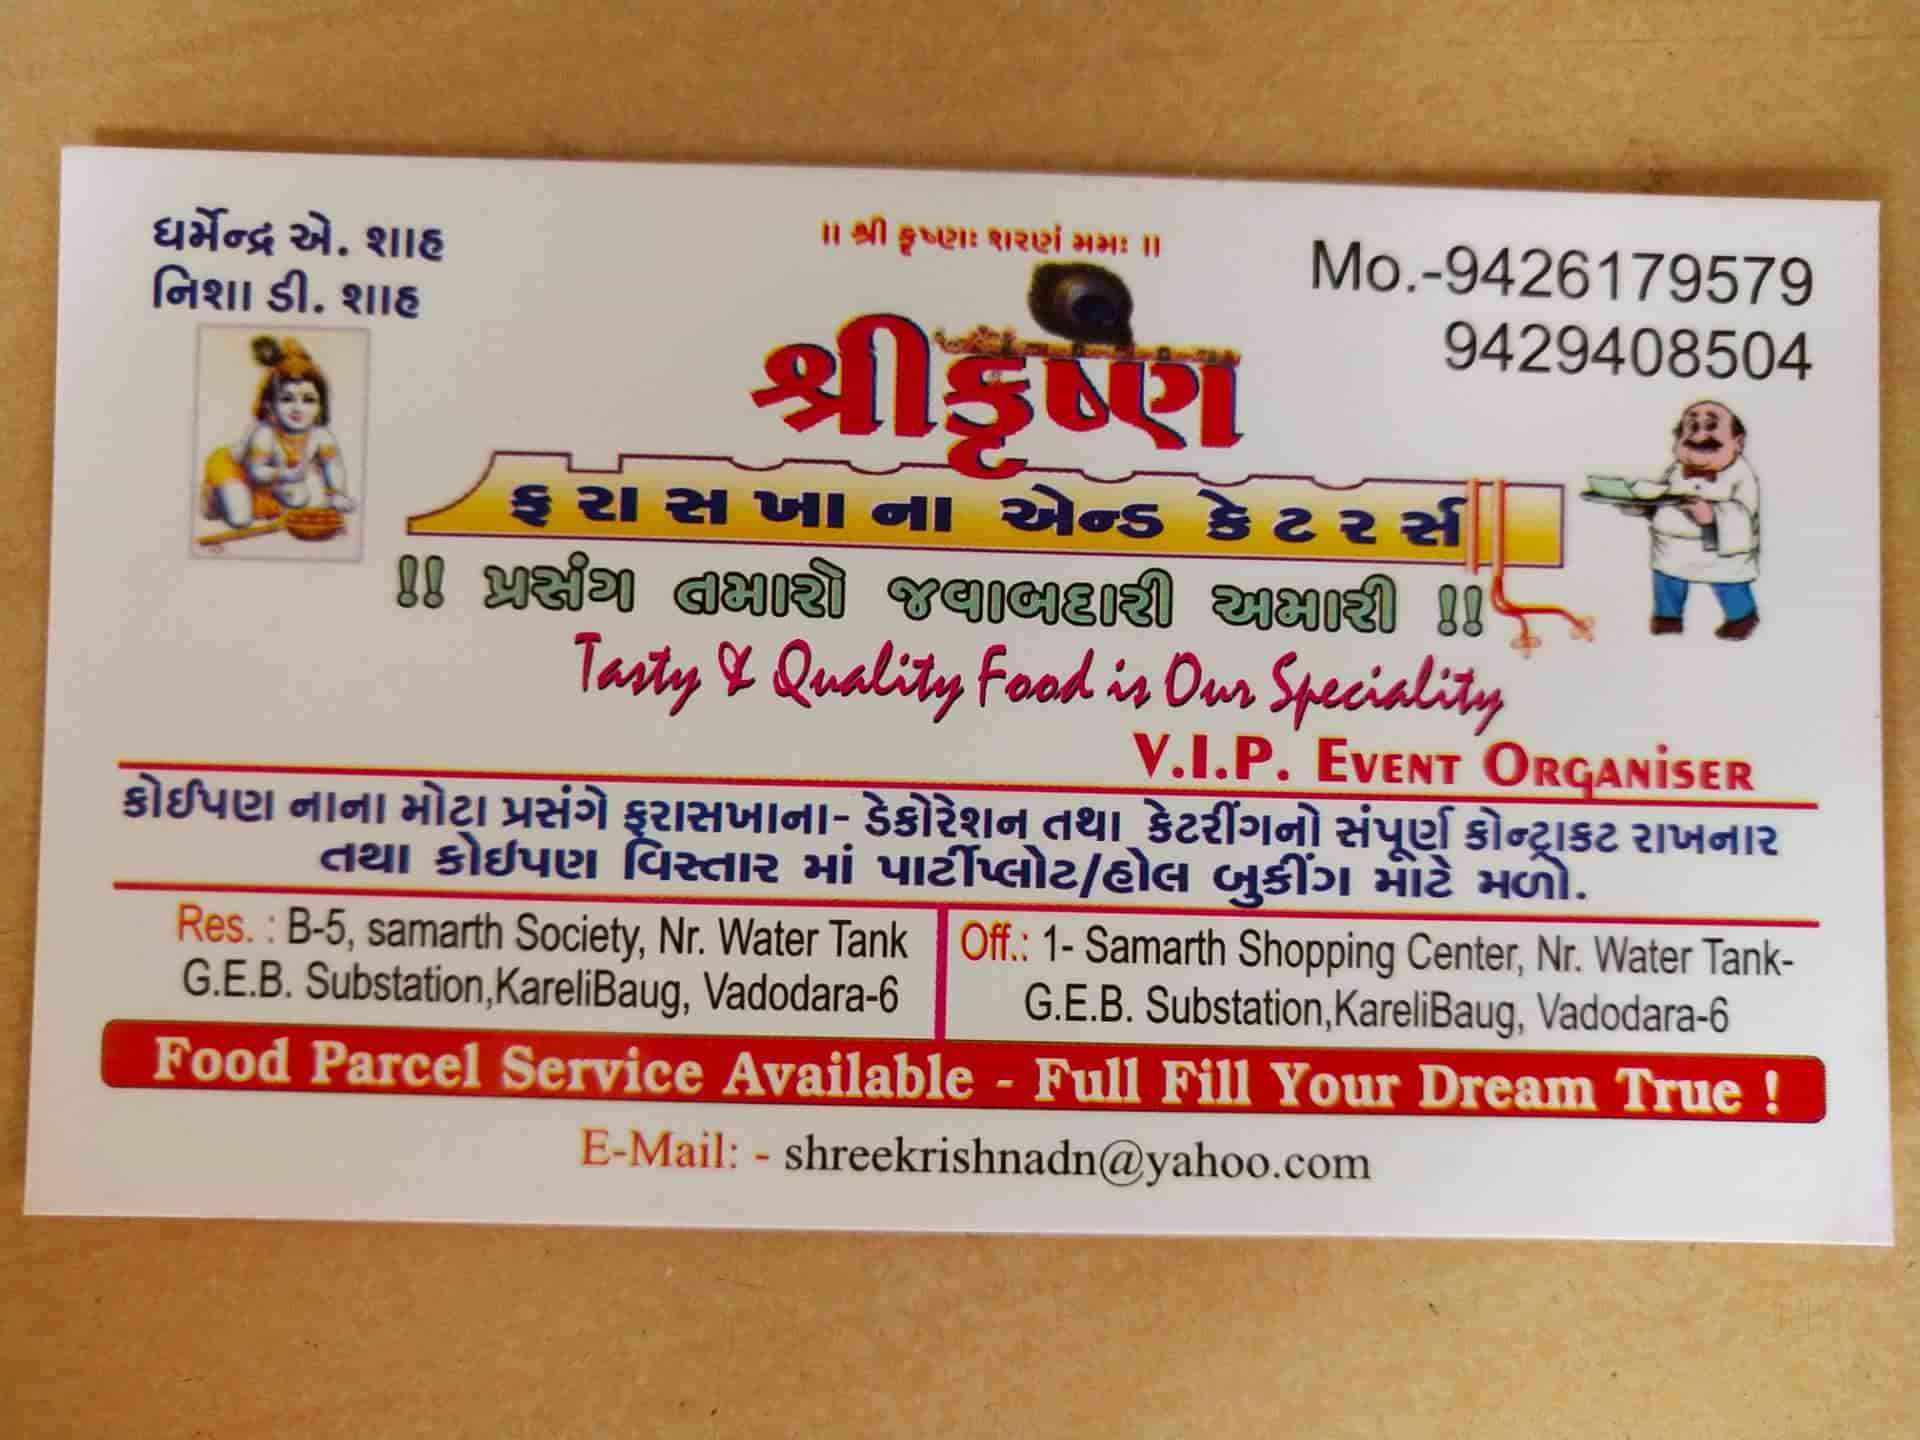 ધર્મેન્દ્ર એ. શાહ
નિશા ડી. શાહ
॥ શ્રી કૃષ્ણઃ શરણં મમઃ ॥
Mo.-9426179579
9429408504
શ્રીકૃષ્ણ
ફરાસખાના એન્ડ કેટરર્સ
!! પ્રસંગ તમારો જવાબદારી અમારી !!
Tasty & Quality Food is Our Speciality
V.I.P. EVENT ORGANiSER
કોઈપણ નાના મોટા પ્રસંગે ફરાસખાના- ડેકોરેશન તથા કેટરીંગનો સંપૂર્ણ કોન્ટ્રાકટ રાખનાર
તથા કોઈપણ વિસ્તાર માં પાર્ટીપ્લોટ/હોલ બુકીંગ માટે મળો.
Res. : B-5, samarth Society, Nr. Water Tank
G.E.B. Substation,KareliBaug, Vadodara-6
Off.: 1- Samarth Shopping Center, Nr. Water Tank-
G.E.B. Substation,KareliBaug, Vadodara-6
Food Parcel Service Available - Full Fill Your Dream True !
E-Mail: - shreekrishnadn@yahoo.com